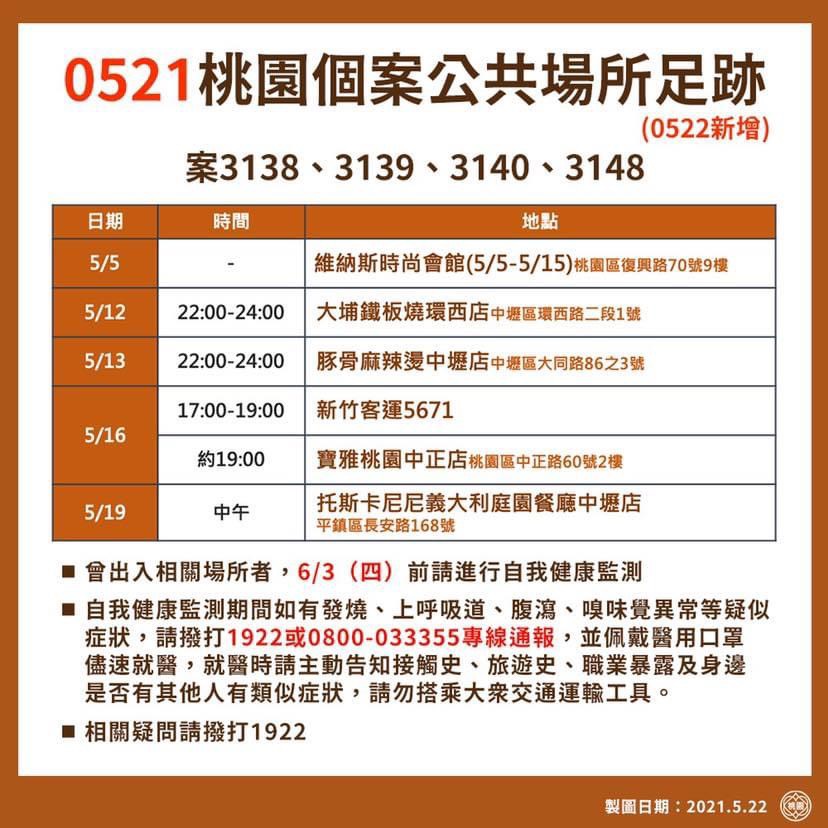 0521桃園個案公共場所足跡
(0522新增)
案3138、3139、3140、3148
日期 時間 地點
5/5 - 維納斯時尚會館(5/5-5/15)桃園區復興路70號9樓
5/12 22:00-24:00 大埔鐵板燒環西店中壢區環西路二段1號
5/13 22:00-24:00 豚骨麻辣燙中壢店中壢區大同路86之3號
5/16 17:00-19:00 新竹客運5671
約19:00 寶雅桃園中正店桃園區中正路60號2樓
5/19 中午 托斯卡尼尼義大利庭園餐廳中壢店
平鎮區長安路168號
■ 曾出入相關場所者，6/3（四）前請進行自我健康監測
■ 自我健康監測期間如有發燒、上呼吸道、腹瀉、嗅味覺異常等疑似
症狀，請撥打1922或0800-033355專線通報，並佩戴醫用口罩
儘速就醫，就醫時請主動告知接觸史、旅遊史、職業暴露及身邊
是否有其他人有類似症狀，請勿搭乘大眾交通運輸工具。
■ 相關疑問請撥打1922
製圖日期：2021.5.22 桃園